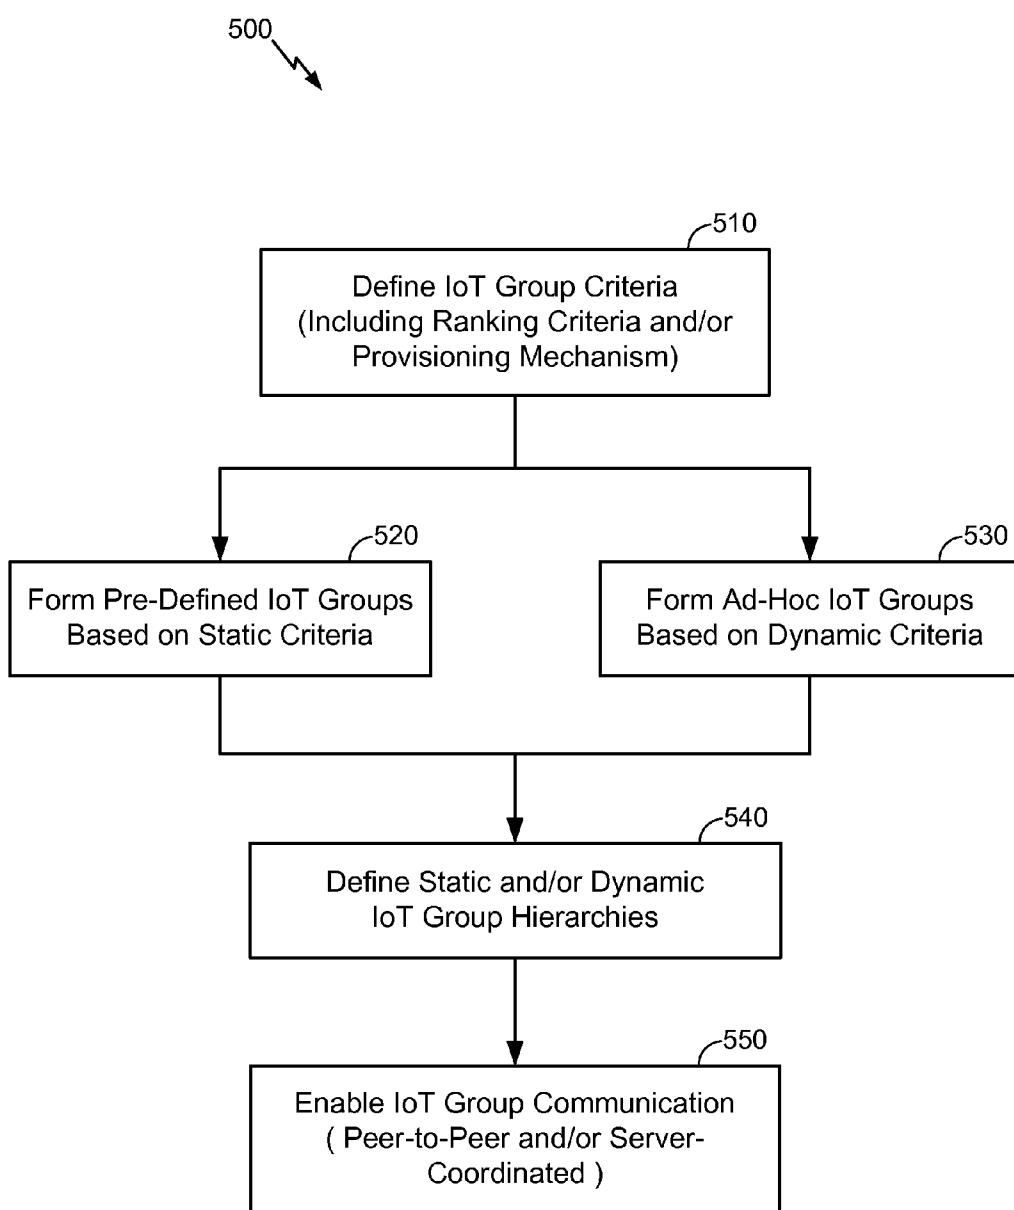 500
510
Define IoT Group Criteria
(Including Ranking Criteria and/or
Provisioning Mechanism)
520
Form Pre-Defined IoT Groups
Based on Static Criteria
530
Form Ad-Hoc IoT Groups
Based on Dynamic Criteria
540
Define Static and/or Dynamic
IoT Group Hierarchies
550
Enable IoT Group Communication
( Peer-to-Peer and/or Server-
Coordinated )